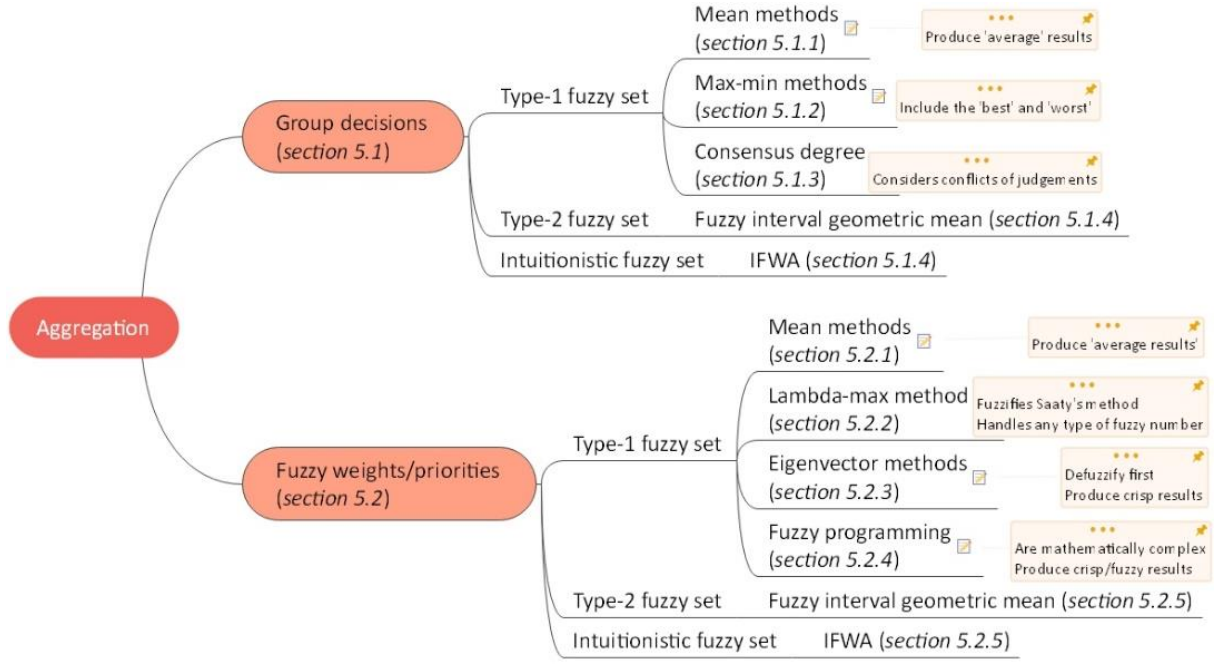 Aggregation
Group decisions
(section 5.1)
Type-1 fuzzy set
Mean methods
(section 5.1.1)
Produce 'average' results
Max-min methods
(section 5.1.2)
Include the 'best' and 'worst'
Consensus degree
(section 5.1.3)
Considers conflicts of judgements
Type-2 fuzzy set
Fuzzy interval geometric mean (section 5.1.4)
Intuitionistic fuzzy set
IFWA (section 5.1.4)
Fuzzy weights/priorities
(section 5.2)
Type-1 fuzzy set
Mean methods
(section 5.2.1)
Produce 'average results'
Lambda-max method
(section 5.2.2)
Fuzzifies Saaty's method
Handles any type of fuzzy number
Eigenvector methods
(section 5.2.3)
Defuzzify first
Produce crisp results
Fuzzy programming
(section 5.2.4)
Are mathematically complex
Produce crisp/fuzzy results
Type-2 fuzzy set
Fuzzy interval geometric mean (section 5.2.5)
Intuitionistic fuzzy set
IFWA (section 5.2.5)